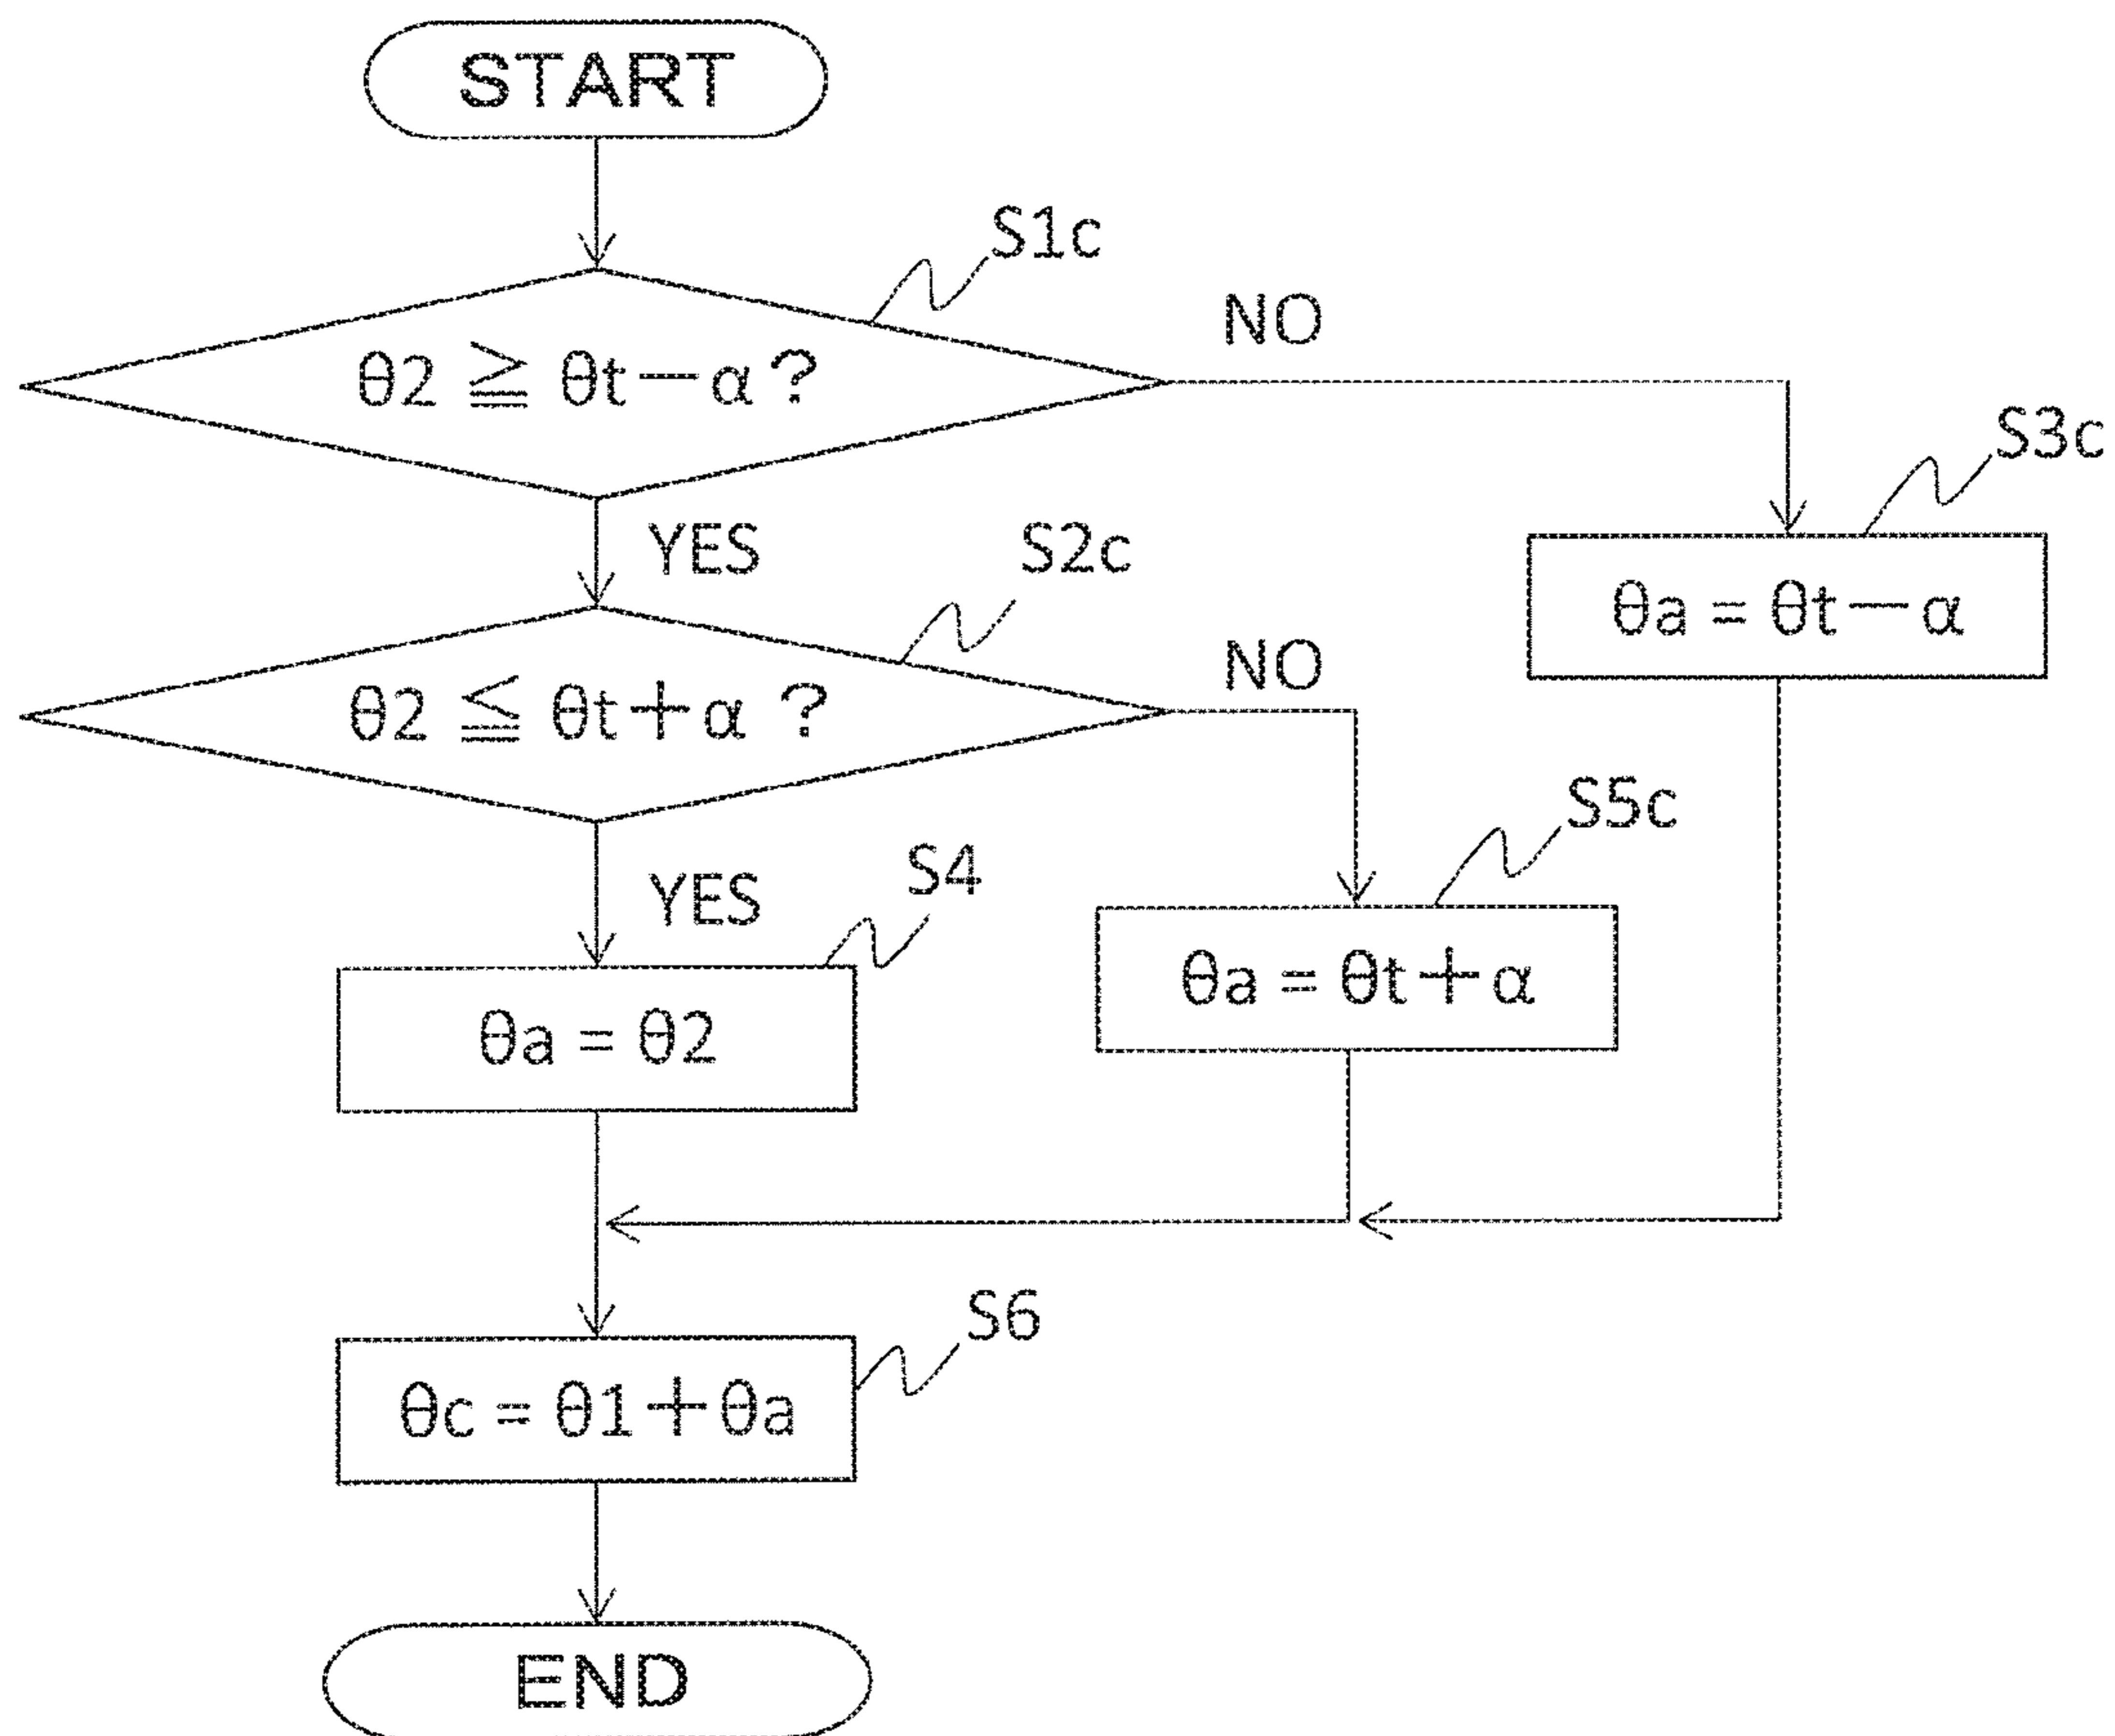 START
S1c
θ2 ≧ θt－α ?
NO
S3c
YES
S2c
θa = θt－α
θ2 ≦ θt＋α ?
NO
S5c
YES
S4
θa = θt＋α
θa = θ2
S6
θc = θ1＋θa
END